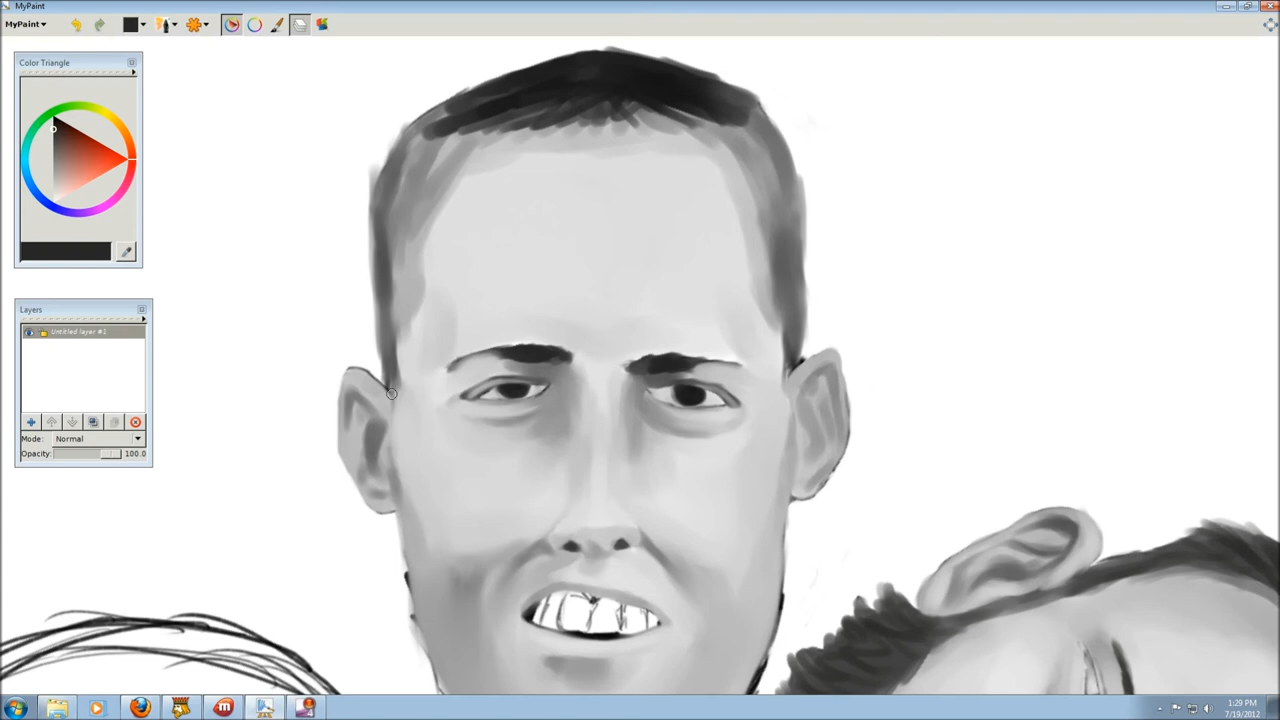 MyPaint
MyPaint
Color Triangle
Layers
Untitled layer #1
Mode: Normal
Opacity: 100.0
1:29 PM
7/19/2012